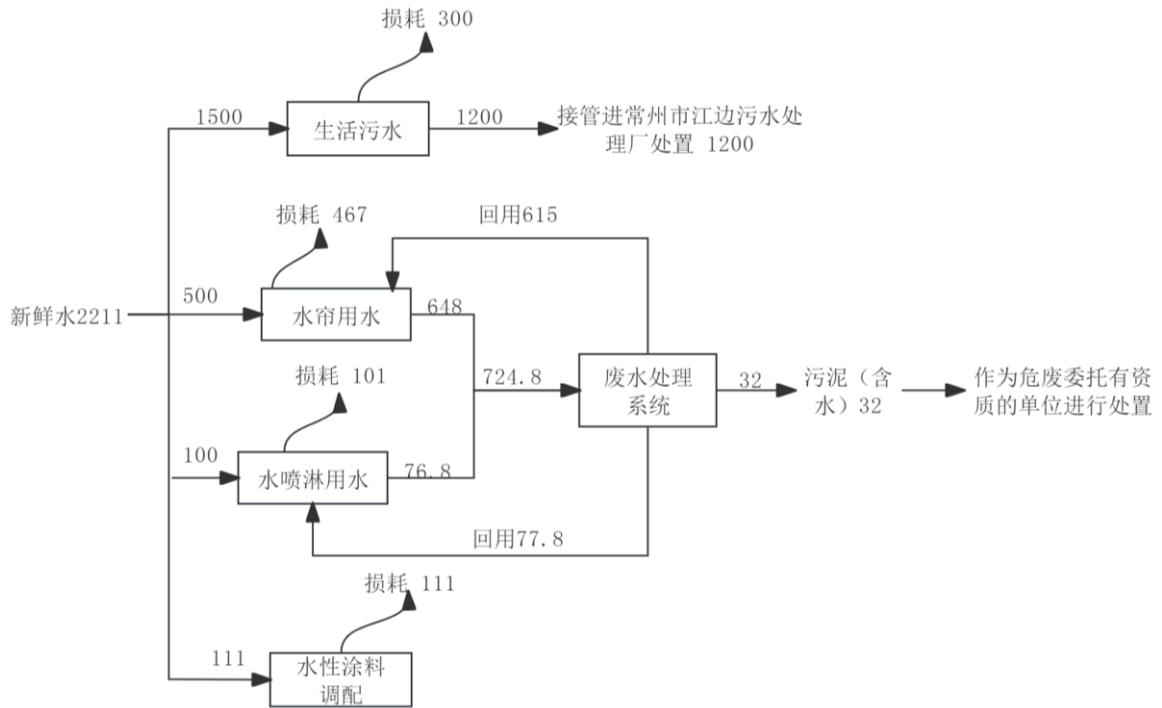 损耗 300
1500
生活污水
1200
接管进常州市江边污水处
理厂处置 1200
损耗 467
回用615
新鲜水2211
500
水帘用水
648
损耗 101
724.8
废水处理
系统
32
污泥（含
水）32
作为危废委托有资
质的单位进行处置
100
水喷淋用水
76.8
回用77.8
损耗 111
111
水性涂料
调配